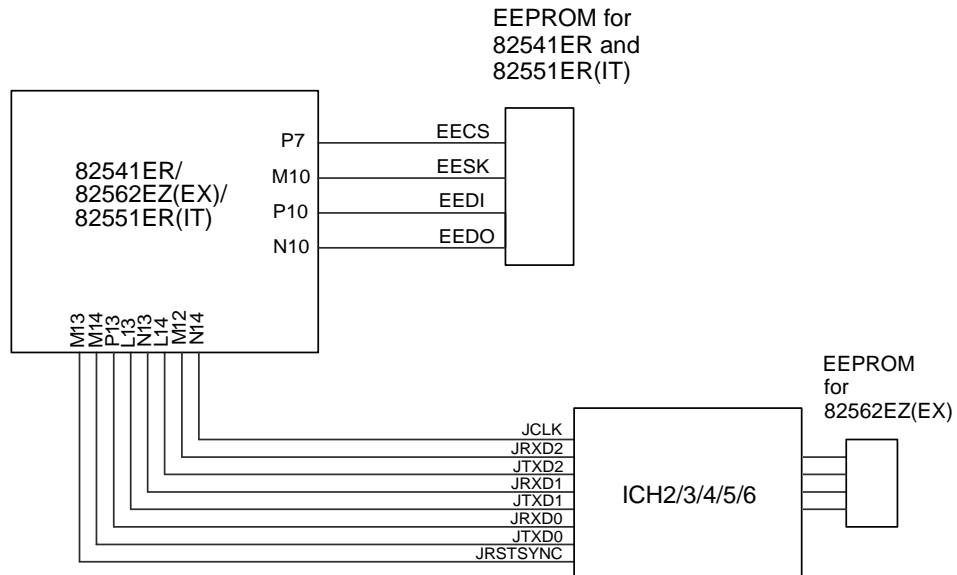 EEPROM for
82541ER and
82551ER(IT)
82541ER/
82562EZ(EX)/
82551ER(IT)
P7
M10
P10
N10
EECS
EESK
EEDI
EEDO
M13
M14
P13
L13
N13
L14
M12
N14
EEPROM
for
82562EZ(EX)
JCLK
JRXD2
JTXD2
JRXD1
JTXD1
JRXD0
JTXD0
JRSTSYNC
ICH2/3/4/5/6